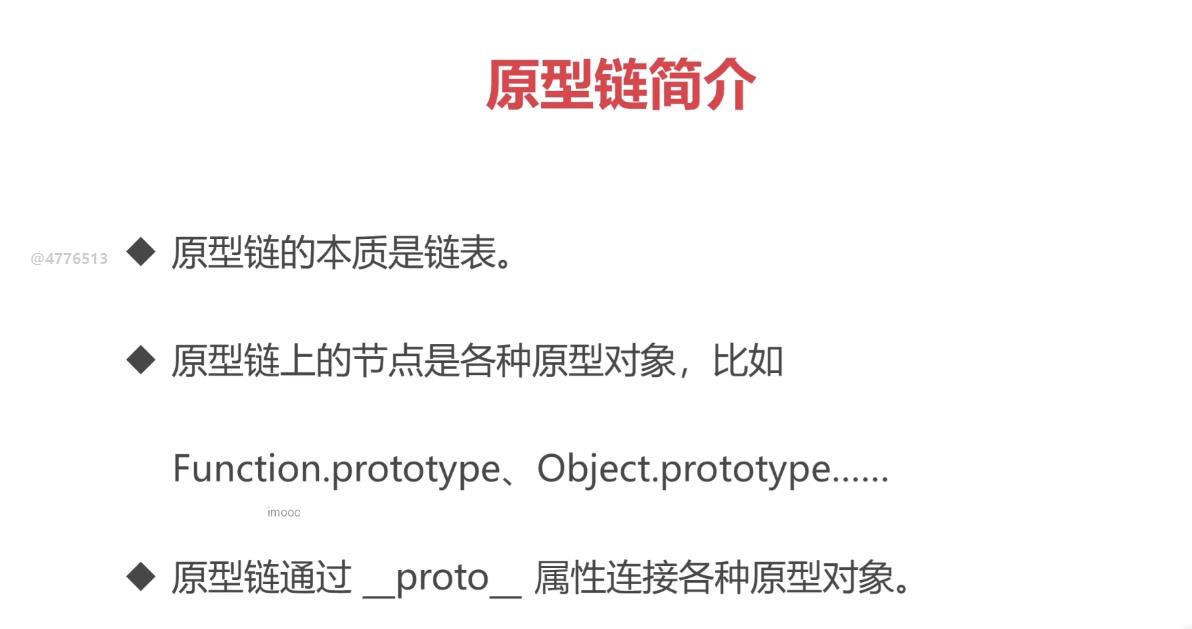 原型链简介
@4776513
◆ 原型链的本质是链表。
◆ 原型链上的节点是各种原型对象，比如
Function.prototype、Object.prototype……
imooc
◆ 原型链通过 __proto__ 属性连接各种原型对象。